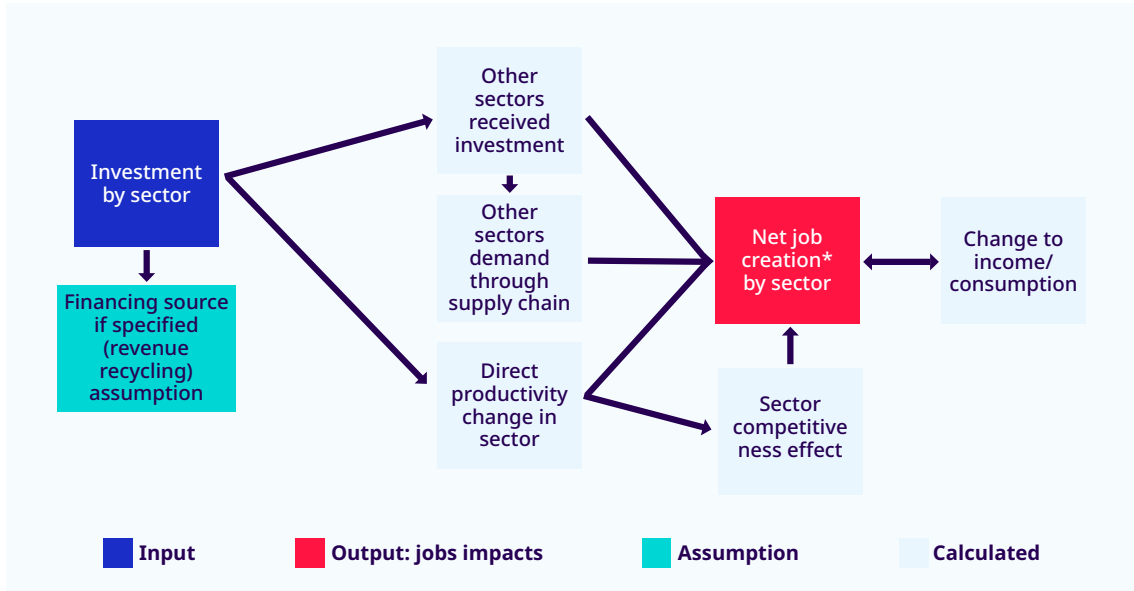 Investment
by sector
Financing source
if specified
(revenue
recycling)
assumption
Other
sectors
received
investment
Other
sectors
demand
through
supply chain
Direct
productivity
change in
sector
Net job
creation*
by sector
Sector
competitive
ness effect
Change to
income/
consumption
Input
Output: jobs impacts
Assumption
Calculated